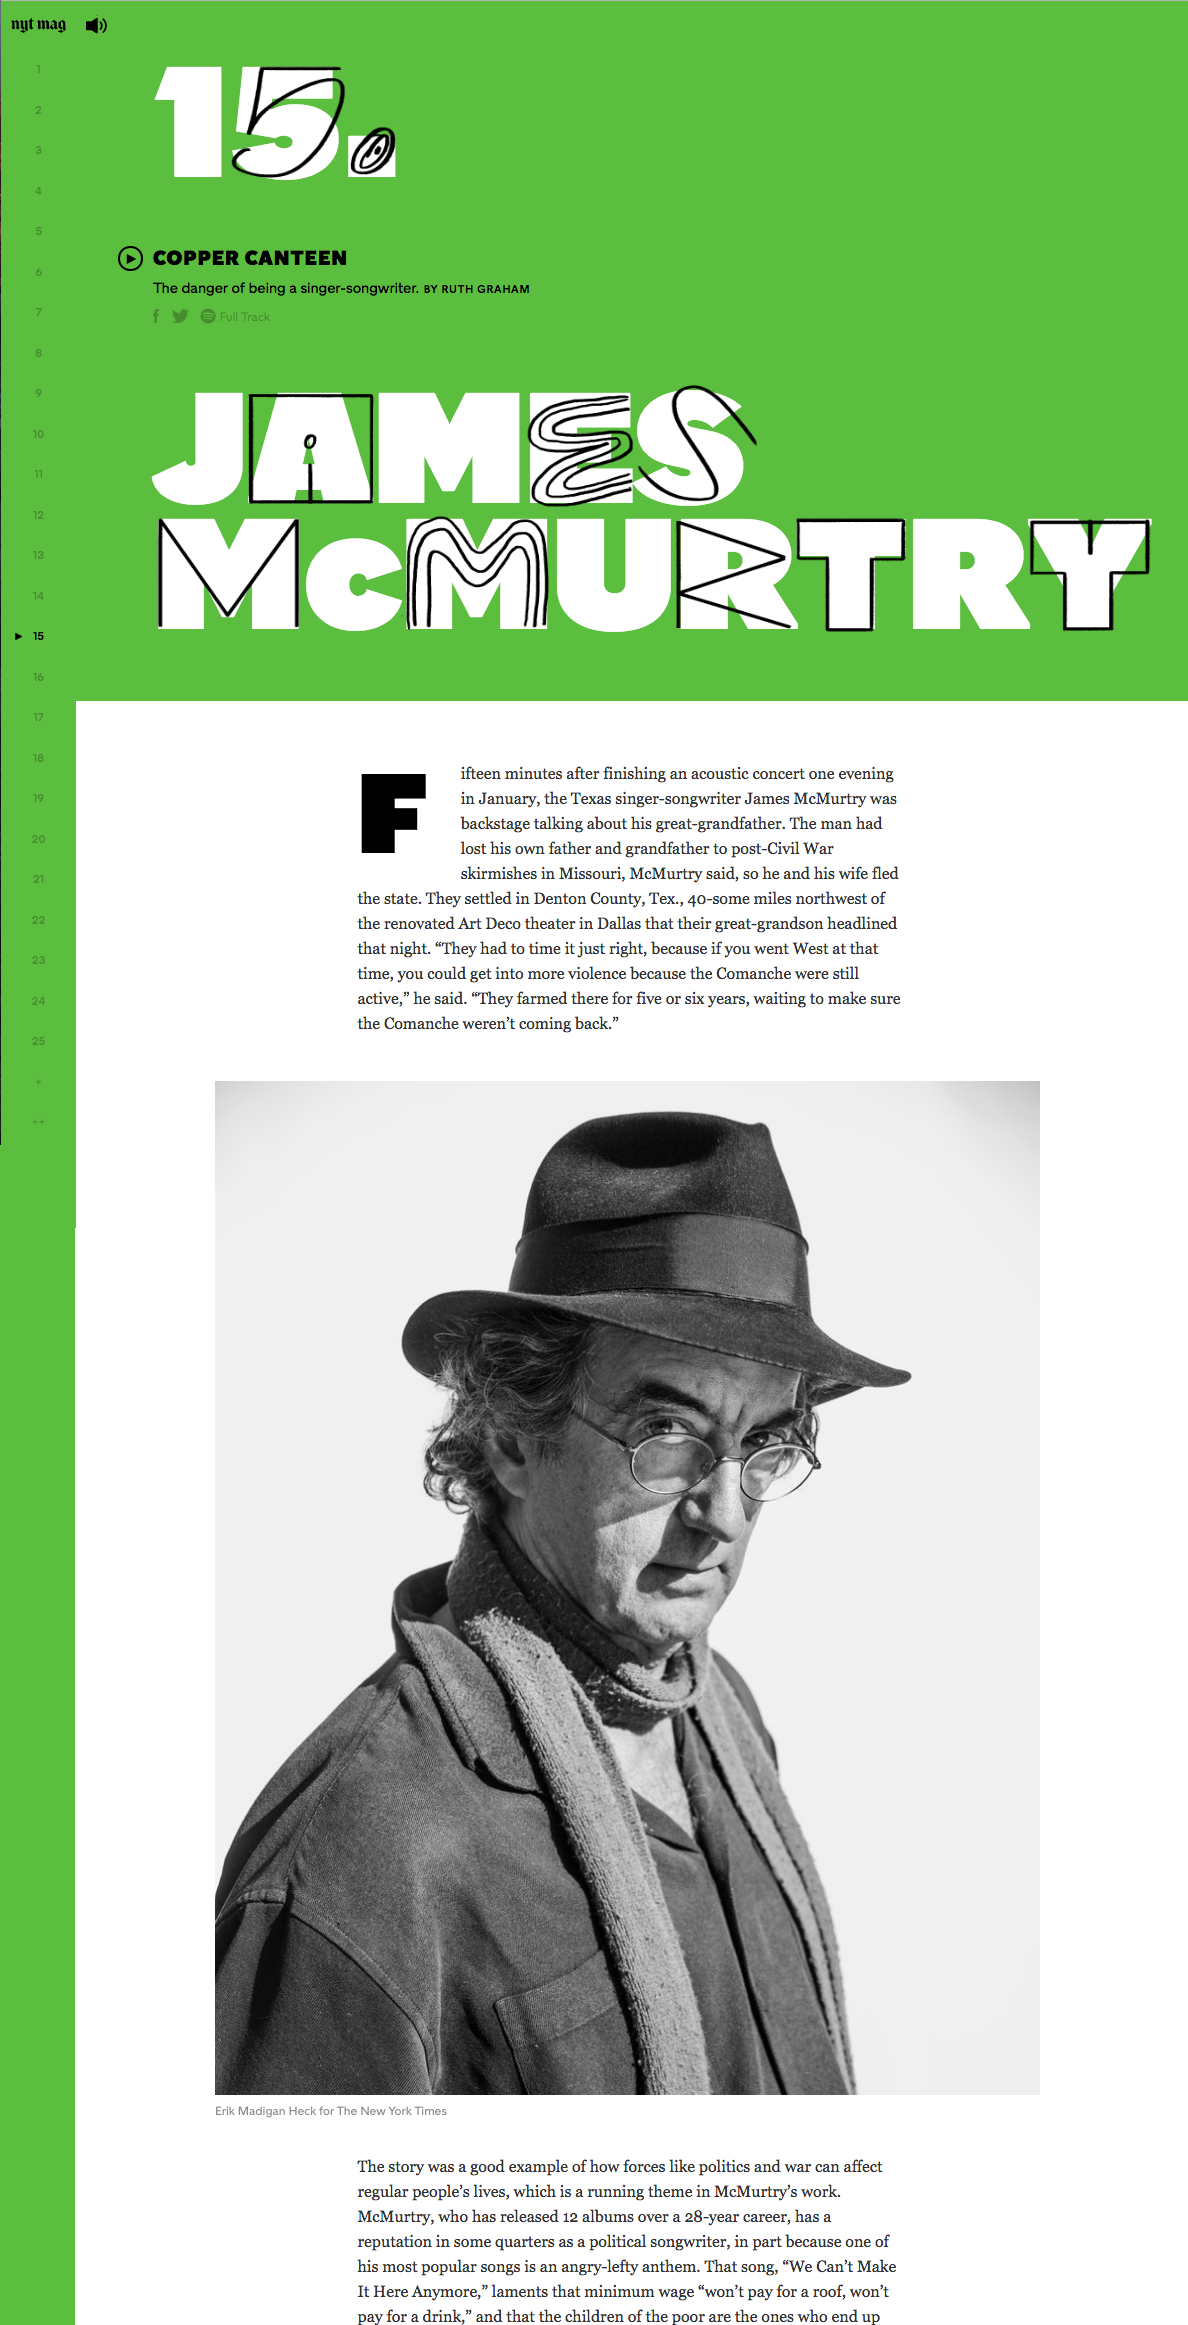 nyt mag
1
2
3
4
5
6
7
8
9
10
11
12
13
14
15
16
17
18
19
20
21
22
23
24
25
+
++
15.
COPPER CANTEEN
The danger of being a singer-songwriter. BY RUTH GRAHAM
Full Track
JAMES
McMURTRY
Fifteen minutes after finishing an acoustic concert one evening
in January, the Texas singer-songwriter James McMurtry was
backstage talking about his great-grandfather. The man had
lost his own father and grandfather to post-Civil War
skirmishes in Missouri, McMurtry said, so he and his wife fled
the state. They settled in Denton County, Tex., 40-some miles northwest of
the renovated Art Deco theater in Dallas that their great-grandson headlined
that night. “They had to time it just right, because if you went West at that
time, you could get into more violence because the Comanche were still
active,” he said. “They farmed there for five or six years, waiting to make sure
the Comanche weren’t coming back.”
Erik Madigan Heck for The New York Times
The story was a good example of how forces like politics and war can affect
regular people’s lives, which is a running theme in McMurtry’s work.
McMurtry, who has released 12 albums over a 28-year career, has a
reputation in some quarters as a political songwriter, in part because one of
his most popular songs is an angry-lefty anthem. That song, “We Can’t Make
It Here Anymore,” laments that minimum wage “won’t pay for a roof, won’t
pay for a drink,” and that the children of the poor are the ones who end up